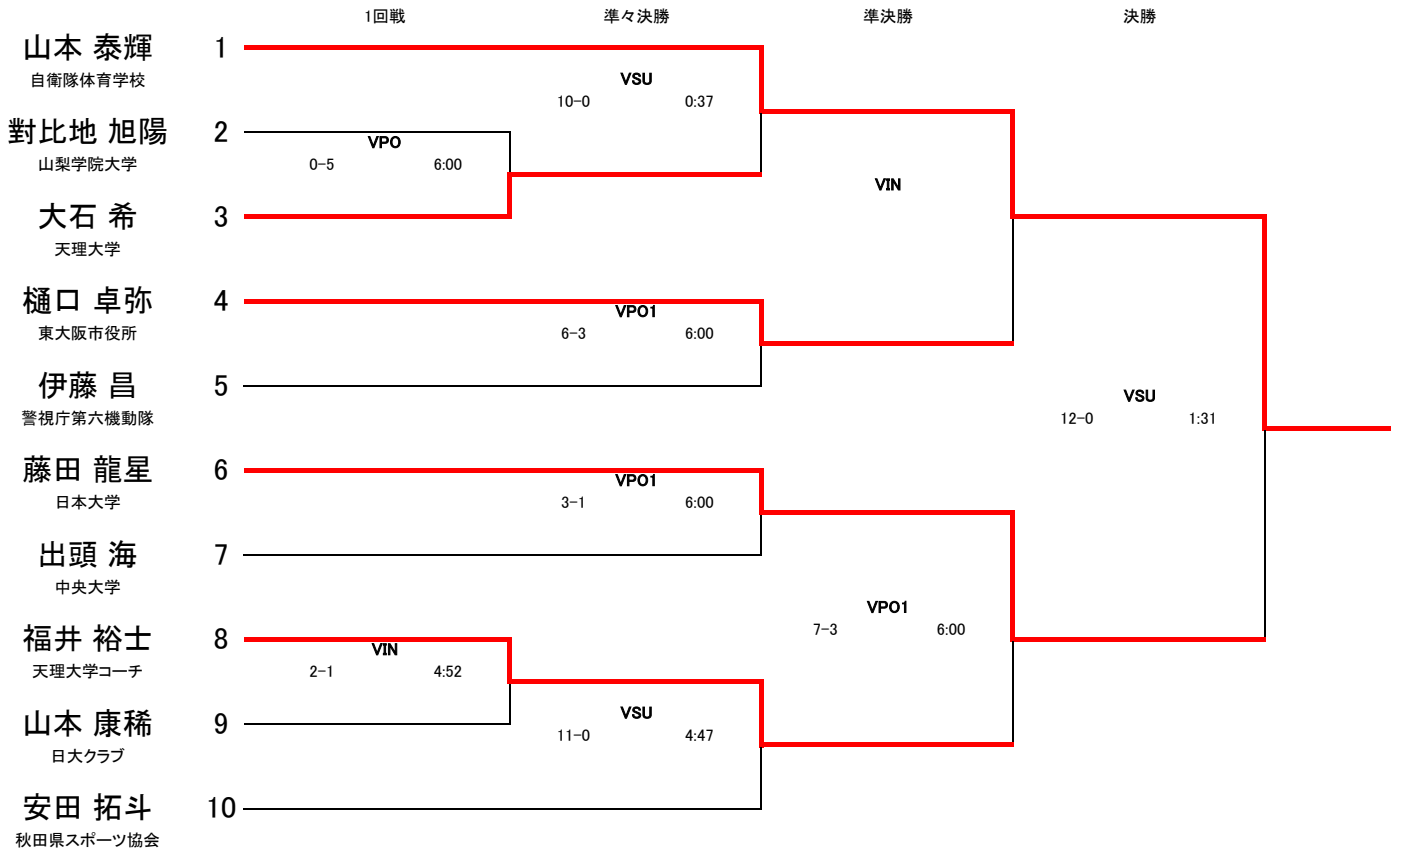 1回戦 準々決勝 準決勝 決勝
山本 泰輝 1
自衛隊体育学校
VSU
10-0 0:37
對比地 旭陽 2
山梨学院大学
VPO
0-5 6:00
VIN
大石 希 3
天理大学
樋口 卓弥 4
東大阪市役所
VPO1
6-3 6:00
伊藤 昌 5
警視庁第六機動隊
VSU
12-0 1:31
藤田 龍星 6
日本大学
VPO1
3-1 6:00
出頭 海 7
中央大学
VPO1
7-3 6:00
福井 裕士 8
天理大学コーチ
VIN
2-1 4:52
山本 康稀 9
日大クラブ
VSU
11-0 4:47
安田 拓斗 10
秋田県スポーツ協会